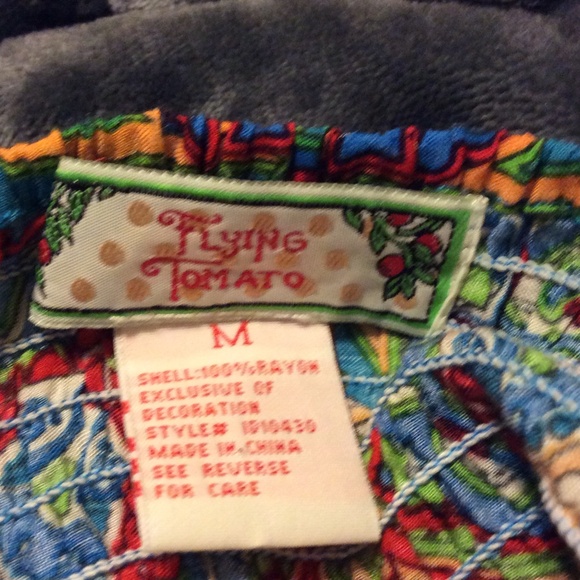 FLYING
TOMATO
M
SHELL:100%RAYON
EXCLUSIVE OF
DECORATION
STYLE# ID10430
MADE IN CHINA
SEE REVERSE
FOR CARE